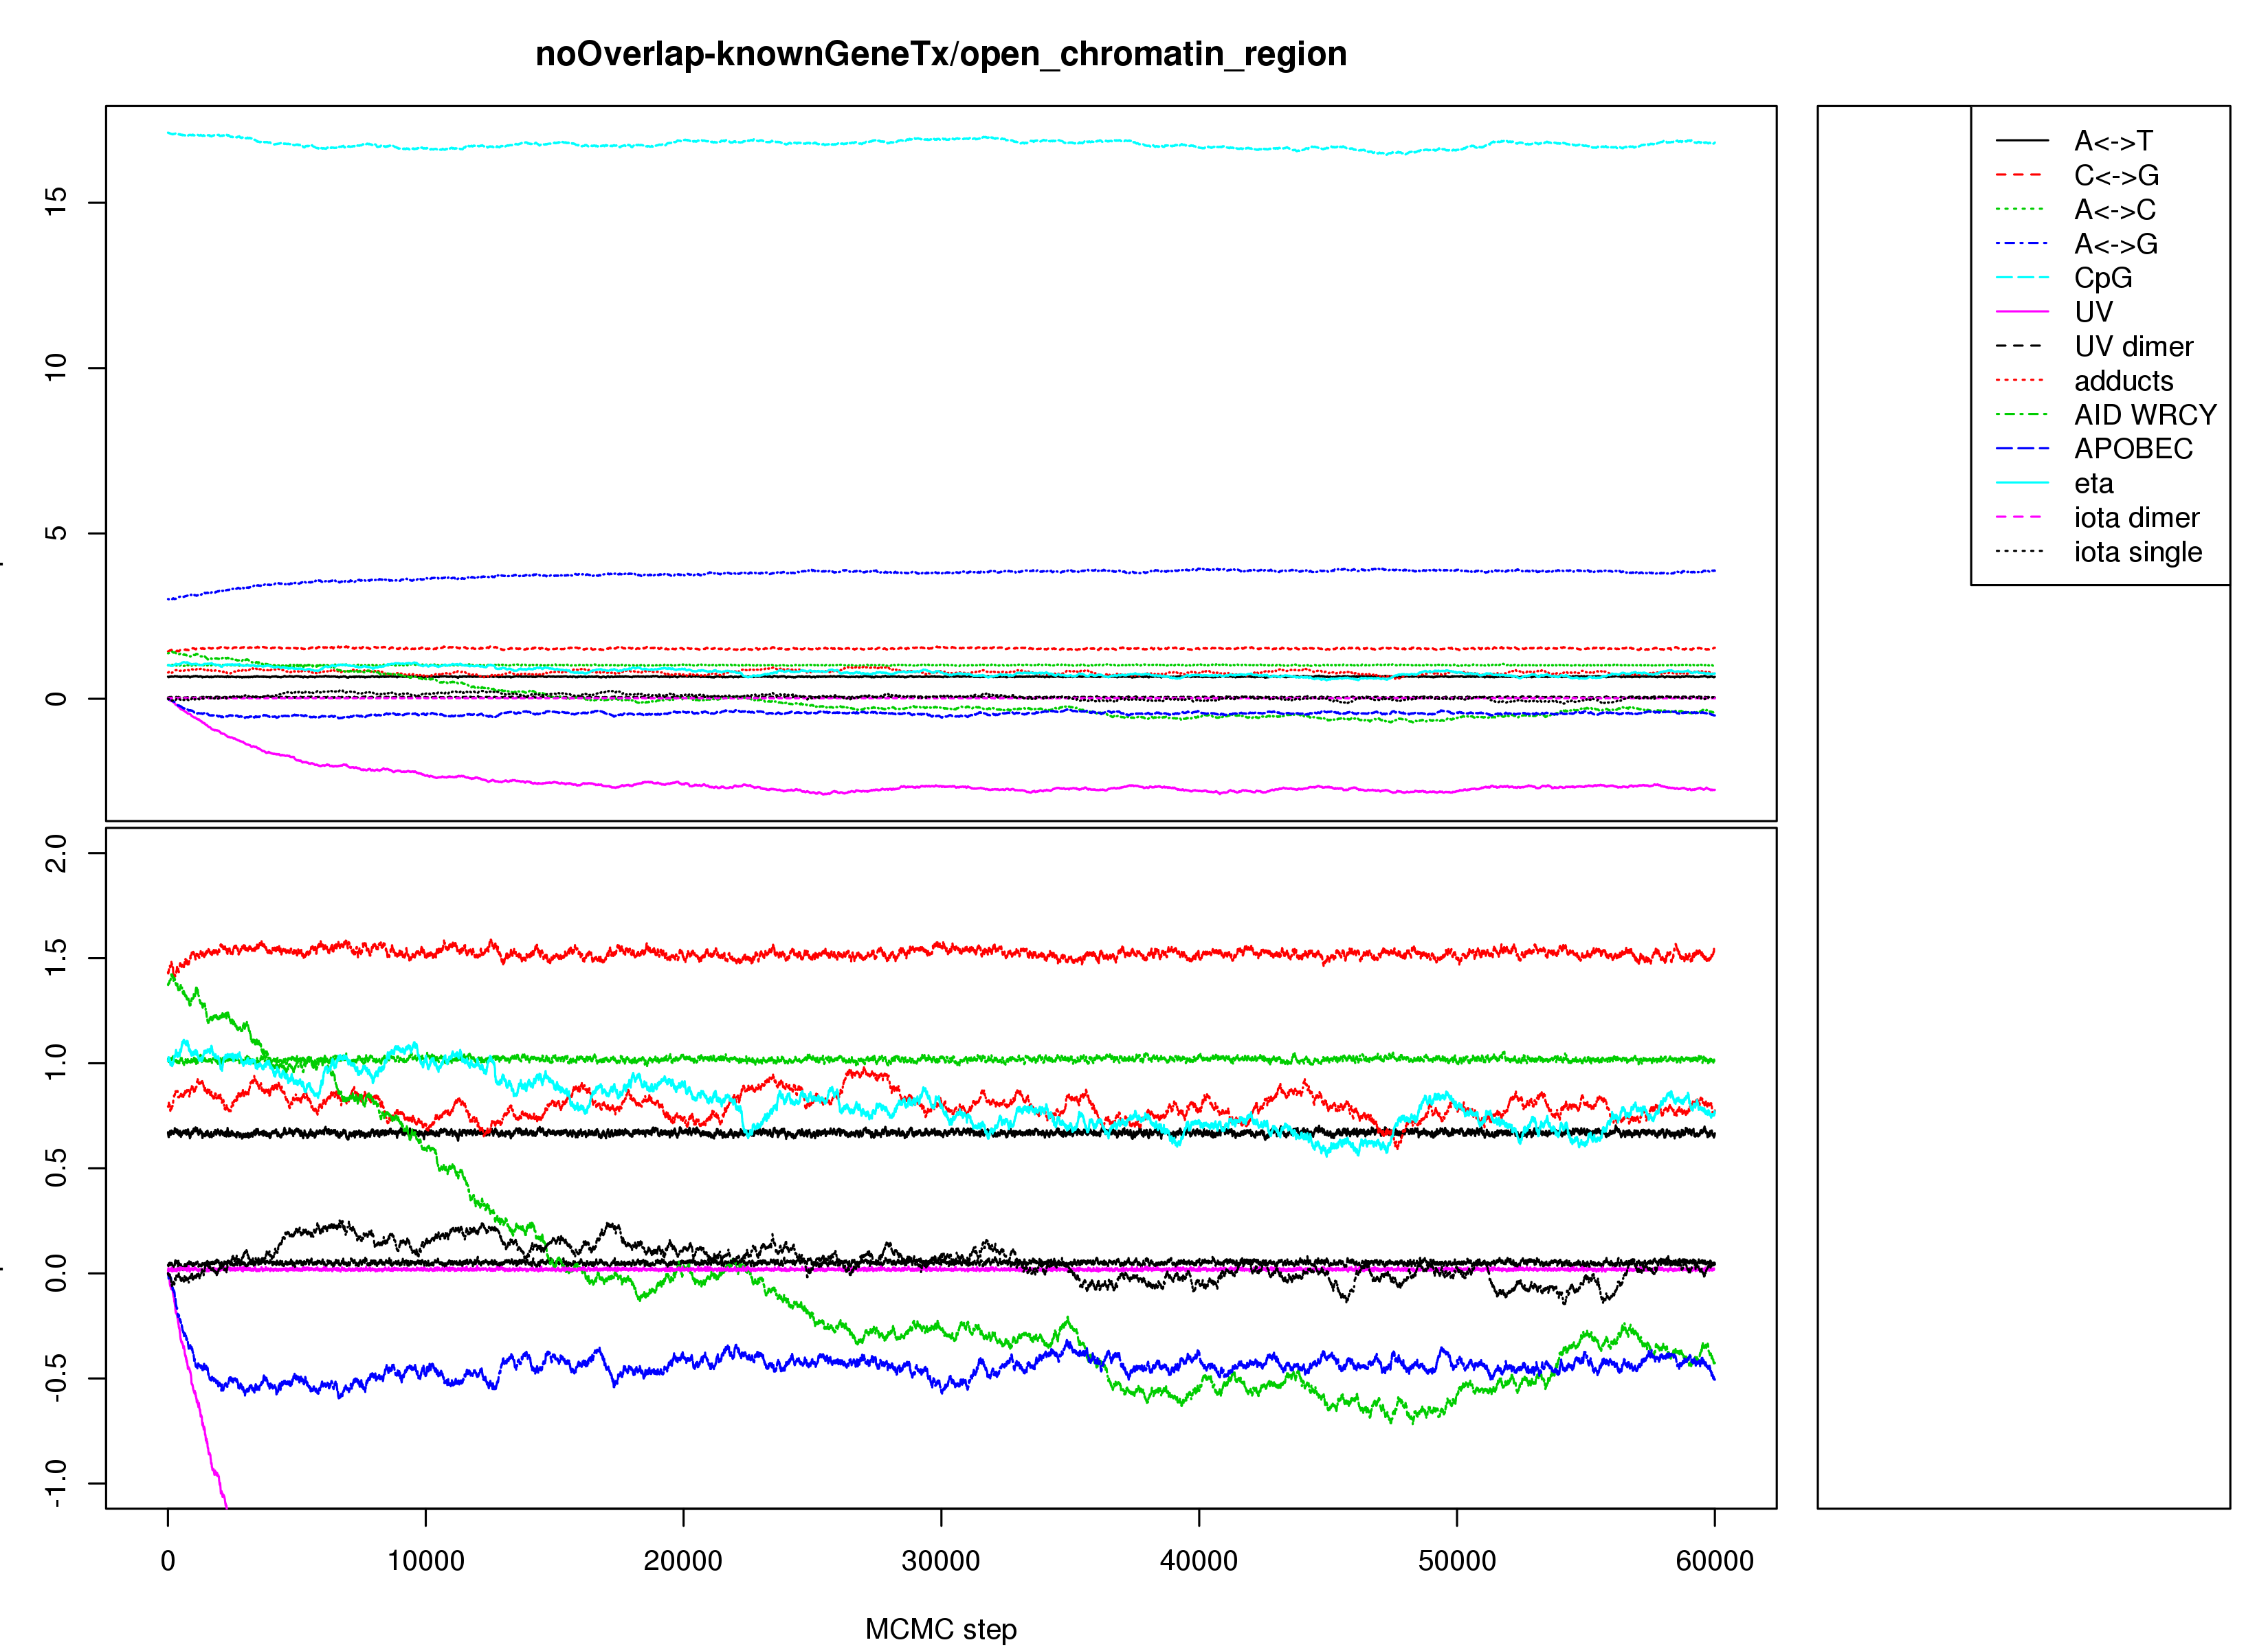 noOverlap-knownGeneTx/open_chromatin_region
15
10
5
0
2.0
1.5
1.0
0.5
0.0
-0.5
-1.0
0 10000 20000 30000 40000 50000 60000
MCMC step
A<->T
C<->G
A<->C
A<->G
CpG
UV
UV dimer
adducts
AID WRCY
APOBEC
eta
iota dimer
iota single